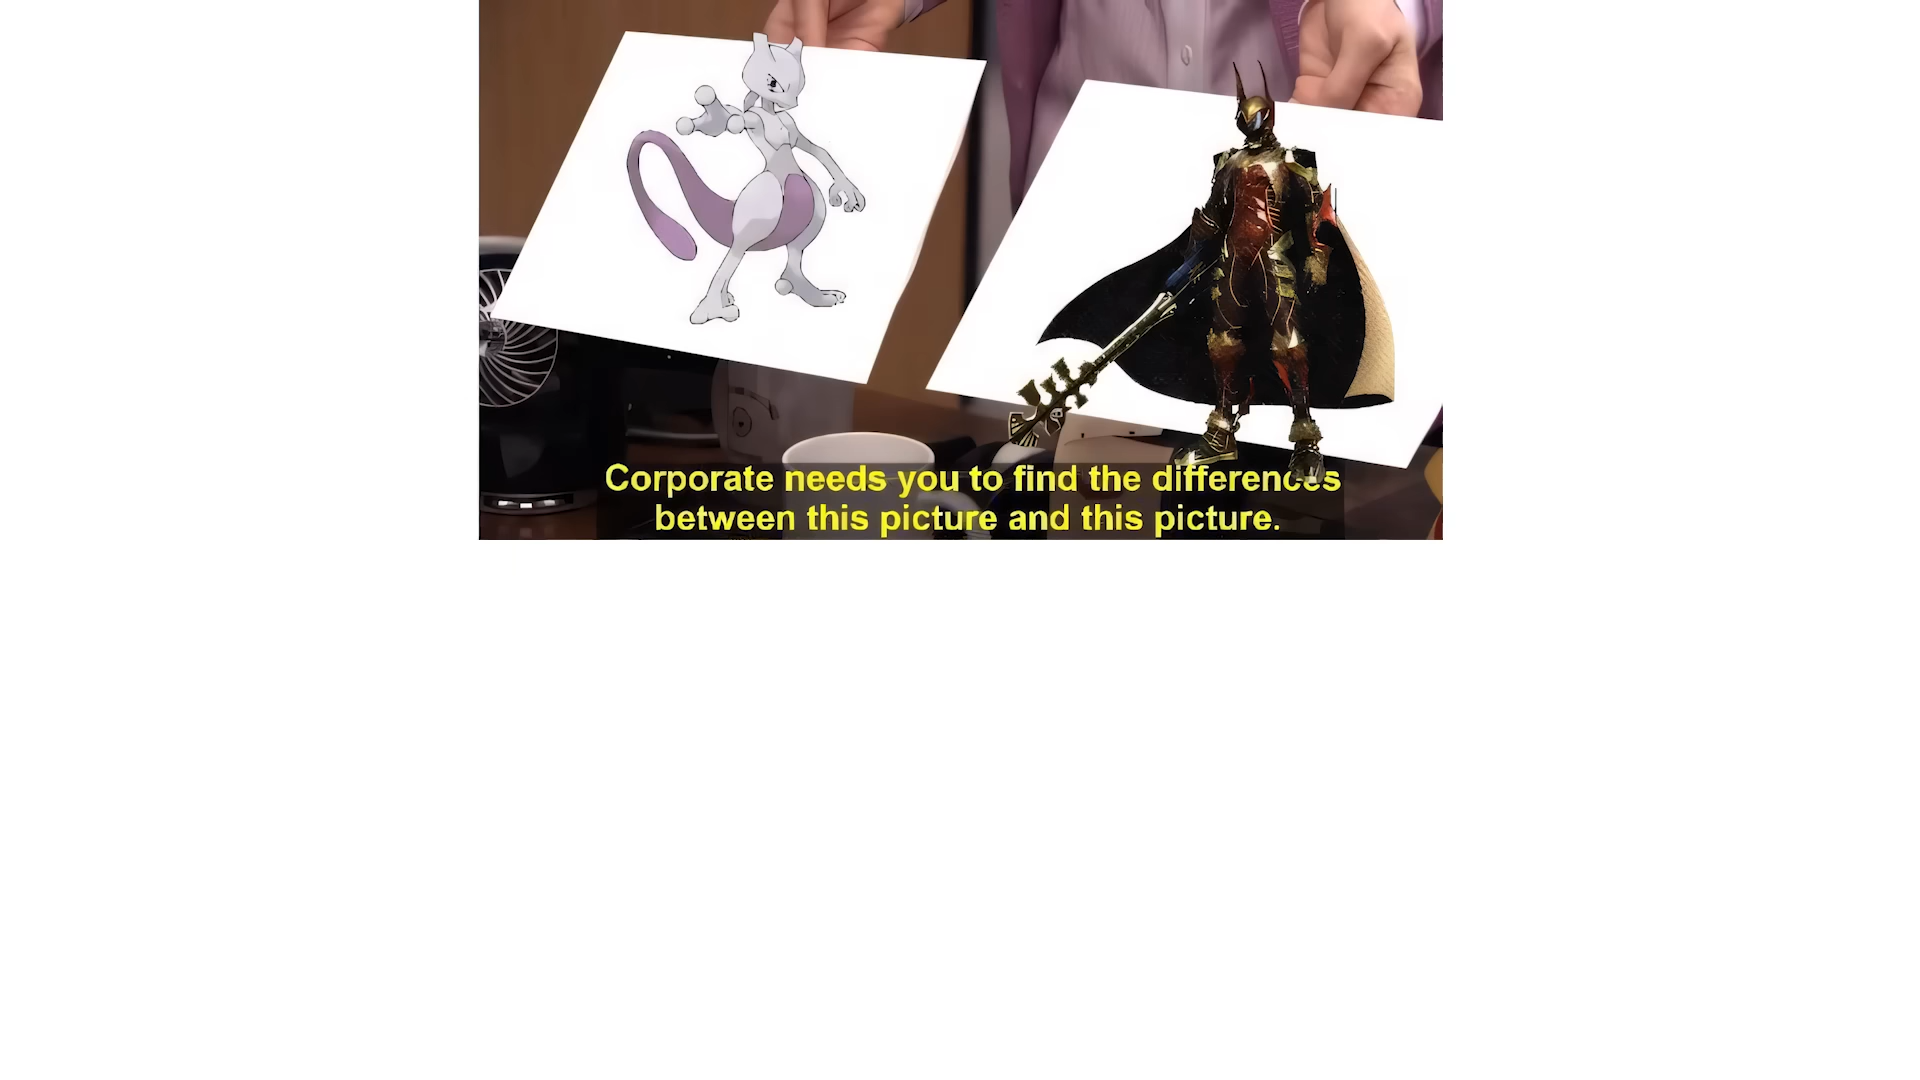 Corporate needs you to find the differences
between this picture and this picture.